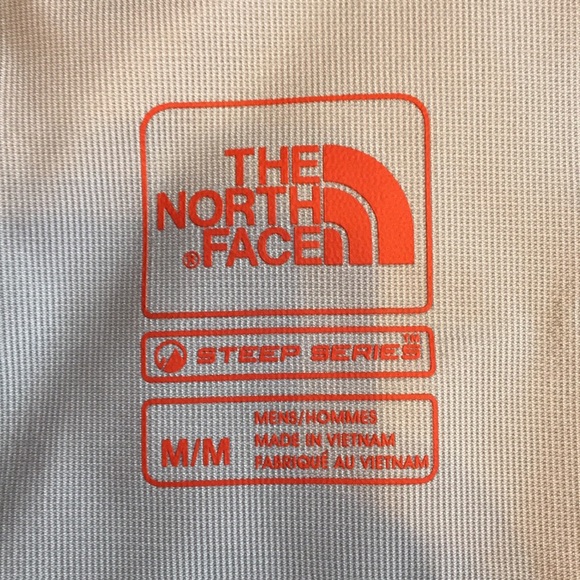 THE
NORTH
® FACE
STEEP SERIES™
M/M
MENS/HOMMES
MADE IN VIETNAM
FABRIQUÉ AU VIETNAM